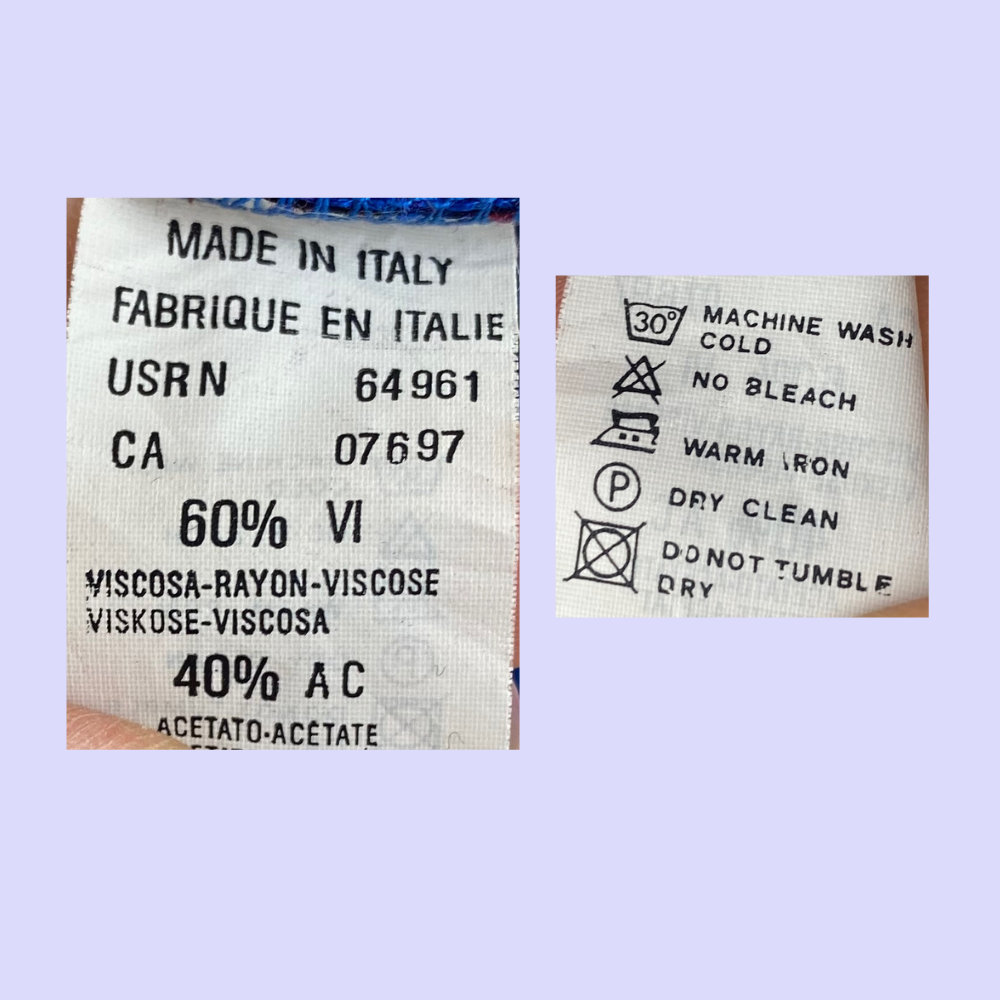 MADE IN ITALY
FABRIQUE EN ITALIE
USRN 64961
CA 07697
60% VI
VISCOSA-RAYON-VISCOSE
VISKOSE-VISCOSA
40% AC
ACETATO-ACÉTATE
30° MACHINE WASH
COLD
NO BLEACH
WARM IRON
P DRY CLEAN
DO NOT TUMBLE
DRY